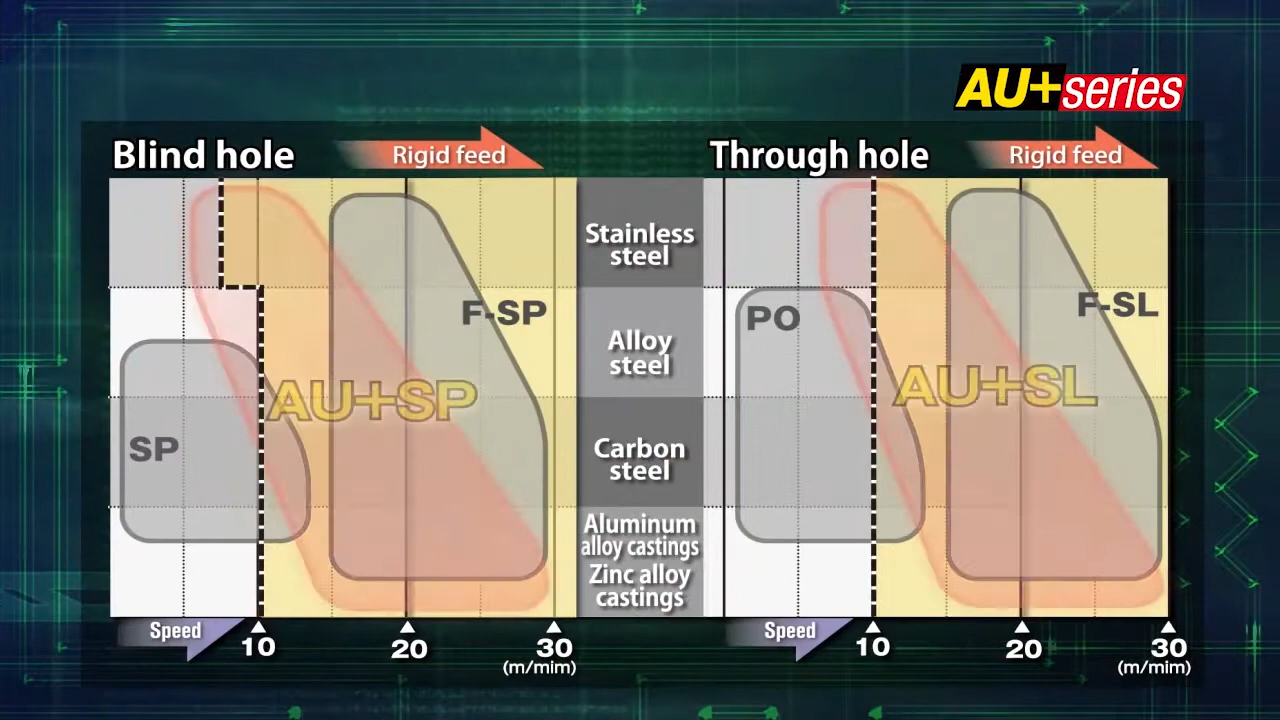 AU+series
Blind hole
Rigid feed
Through hole
Rigid feed
Stainless
steel
F-SP
PO
F-SL
Alloy
steel
AU+SP
AU+SL
SP
Carbon
steel
Aluminum
alloy castings
Zinc alloy
castings
Speed
10
20
30
(m/mim)
Speed
10
20
30
(m/mim)